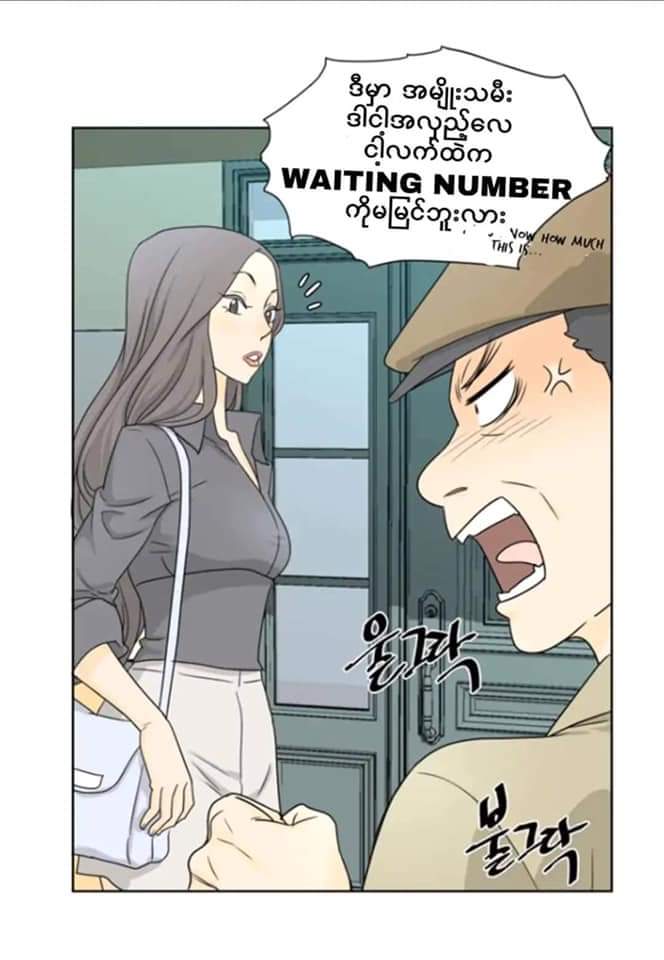 ဒီမှာ အမျိုးသမီး
ဒါငါ့အလှည့်လေ
ငါ့လက်ထဲက
WAITING NUMBER
ကိုမမြင်ဘူးလား
HOW MUCH
THIS IS...
울그락
불그락